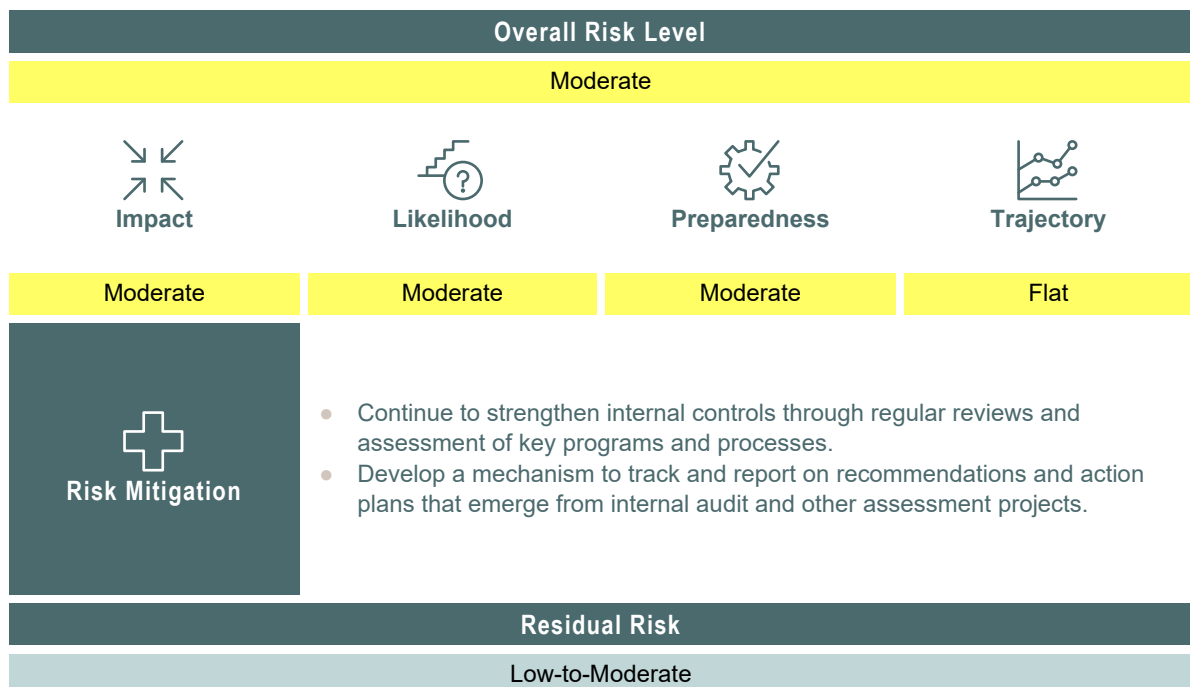 Overall Risk Level
Moderate
?
Impact
Likelihood
Preparedness
Trajectory
Moderate
Moderate
Moderate
Flat
Risk Mitigation
● Continue to strengthen internal controls through regular reviews and
assessment of key programs and processes.
● Develop a mechanism to track and report on recommendations and action
plans that emerge from internal audit and other assessment projects.
Residual Risk
Low-to-Moderate